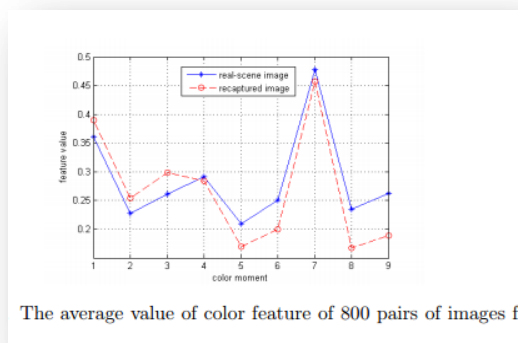 0.5
real-scene image
recaptured image
0.45
0.4
0.35
0.3
0.25
0.2
feature value
1 2 3 4 5 6 7 8 9
color moment
The average value of color feature of 800 pairs of images f